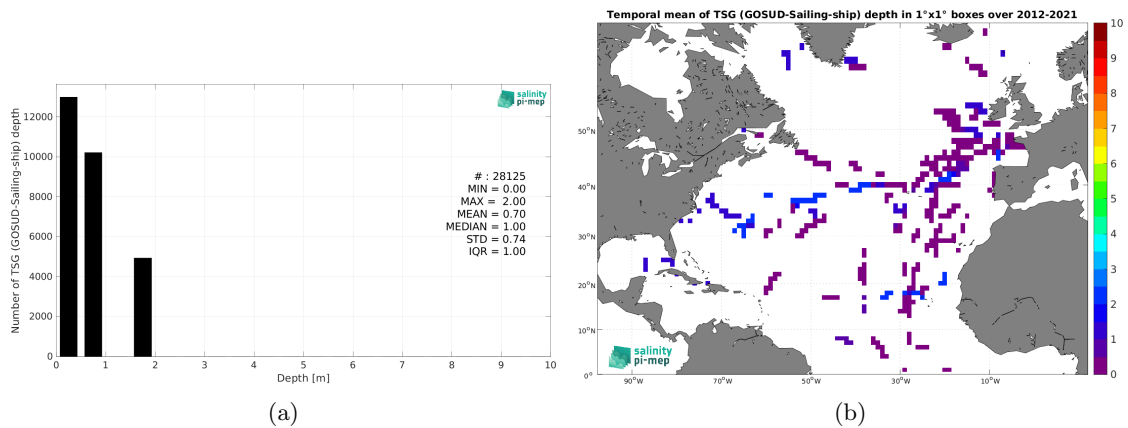 Number of TSG (GOSUD-Sailing-ship) depth
12000
10000
8000
6000
4000
2000
0
0 1 2 3 4 5 6 7 8 9 10
Depth [m]
salinity
pi-mep
# : 28125
MIN = 0.00
MAX = 2.00
MEAN = 0.70
MEDIAN = 1.00
STD = 0.74
IQR = 1.00
(a)
Temporal mean of TSG (GOSUD-Sailing-ship) depth in 1°x1° boxes over 2012-2021
50°N
40°N
30°N
20°N
10°N
0°
90°W 70°W 50°W 30°W 10°W
salinity
pi-mep
10
9
8
7
6
5
4
3
2
1
0
(b)